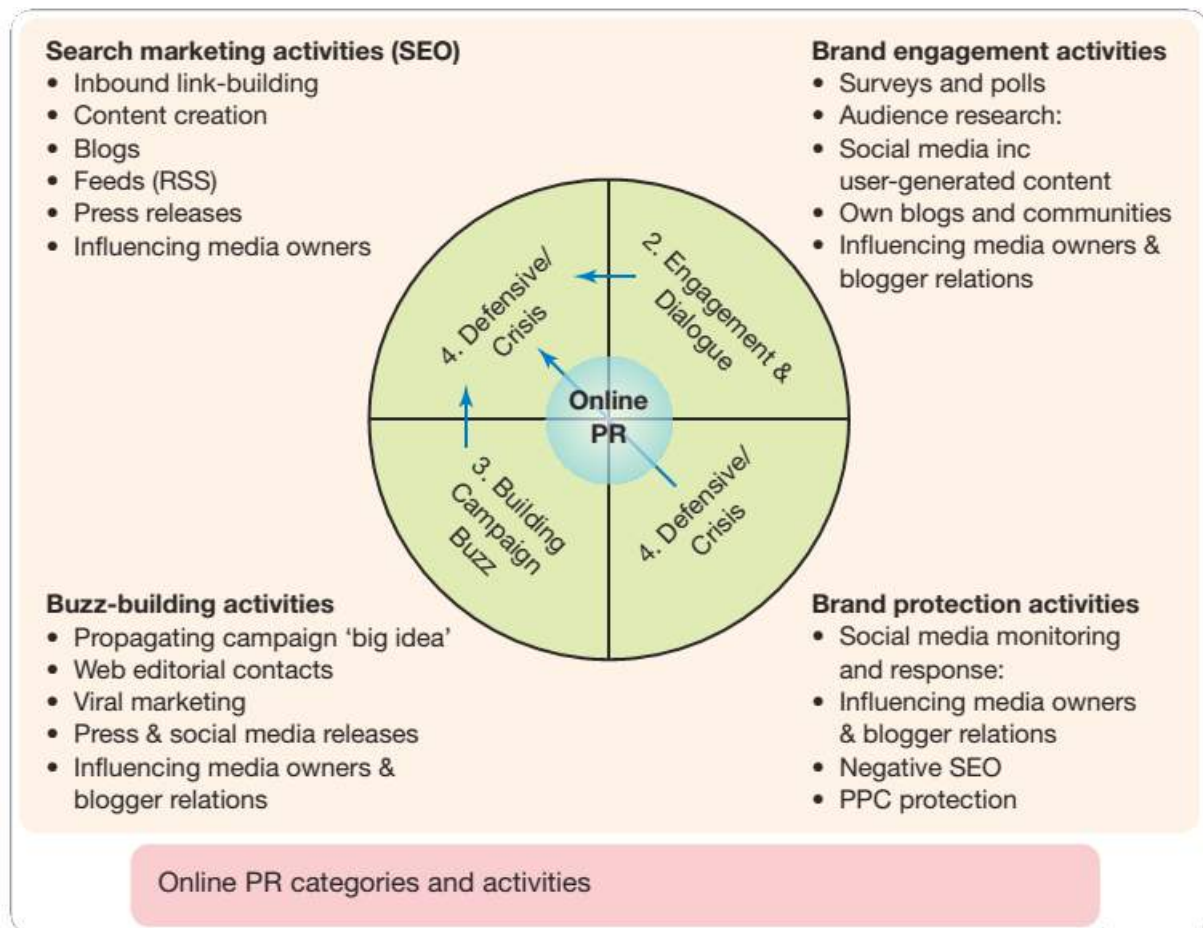 Search marketing activities (SEO)
• Inbound link-building
• Content creation
• Blogs
• Feeds (RSS)
• Press releases
• Influencing media owners
Brand engagement activities
• Surveys and polls
• Audience research:
• Social media inc
user-generated content
• Own blogs and communities
• Influencing media owners &
blogger relations
4. Defensive/
Crisis
2. Engagement &
Dialogue
Online
PR
3. Building
Campaign
Buzz
4. Defensive/
Crisis
Buzz-building activities
• Propagating campaign ‘big idea’
• Web editorial contacts
• Viral marketing
• Press & social media releases
• Influencing media owners &
blogger relations
Brand protection activities
• Social media monitoring
and response:
• Influencing media owners
& blogger relations
• Negative SEO
• PPC protection
Online PR categories and activities